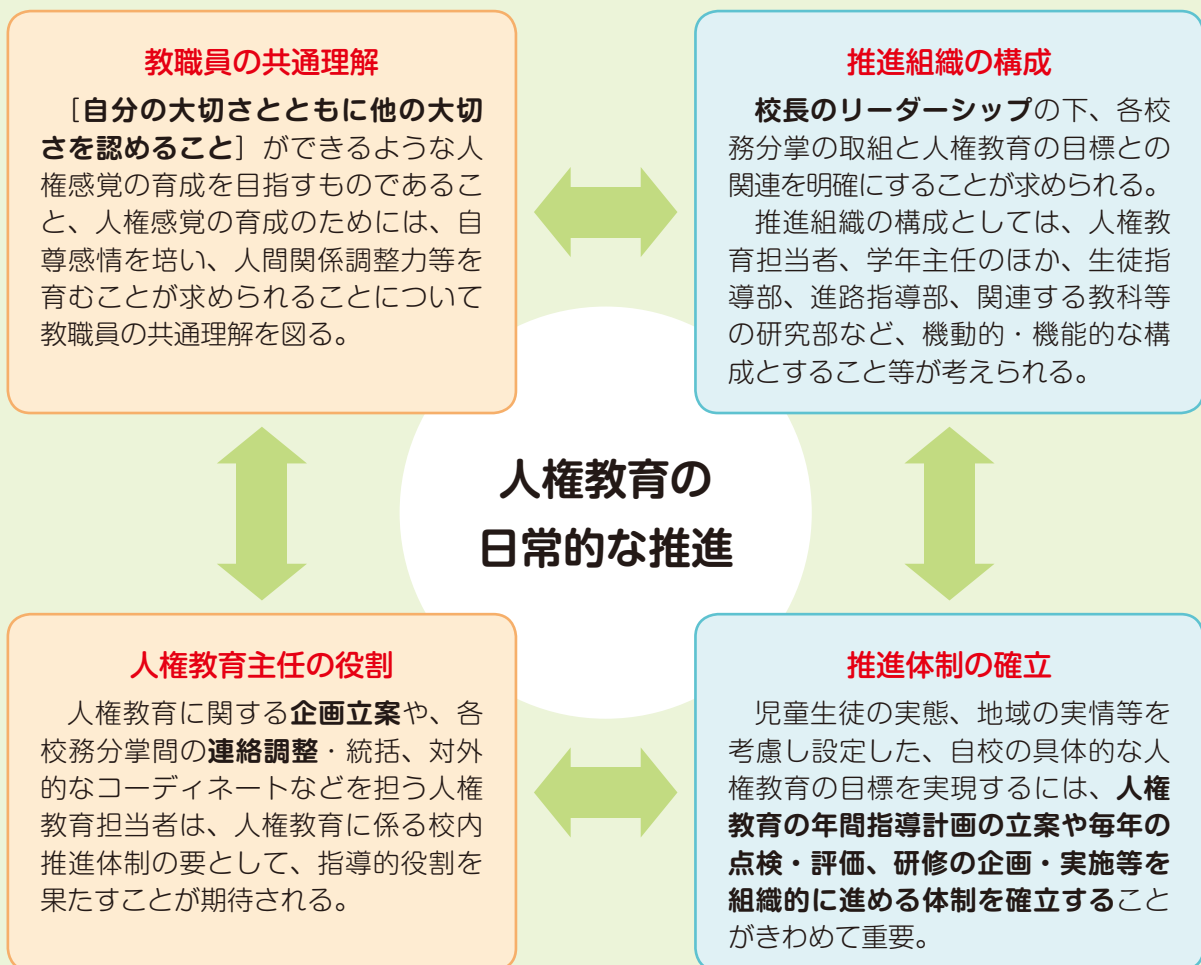 教職員の共通理解
［自分の大切さとともに他の大切
さを認めること］ができるような人
権感覚の育成を目指すものであるこ
と、人権感覚の育成のためには、自
尊感情を培い、人間関係調整力等を
育むことが求められることについて
教職員の共通理解を図る。
推進組織の構成
校長のリーダーシップの下、各校
務分掌の取組と人権教育の目標との
関連を明確にすることが求められる。
推進組織の構成としては、人権教
育担当者、学年主任のほか、生徒指
導部、進路指導部、関連する教科等
の研究部など、機動的・機能的な構
成とすること等が考えられる。
人権教育の
日常的な推進
人権教育主任の役割
人権教育に関する企画立案や、各
校務分掌間の連絡調整・統括、対外
的なコーディネートなどを担う人権
教育担当者は、人権教育に係る校内
推進体制の要として、指導的役割を
果たすことが期待される。
推進体制の確立
児童生徒の実態、地域の実情等を
考慮し設定した、自校の具体的な人
権教育の目標を実現するには、人権
教育の年間指導計画の立案や毎年の
点検・評価、研修の企画・実施等を
組織的に進める体制を確立すること
がきわめて重要。